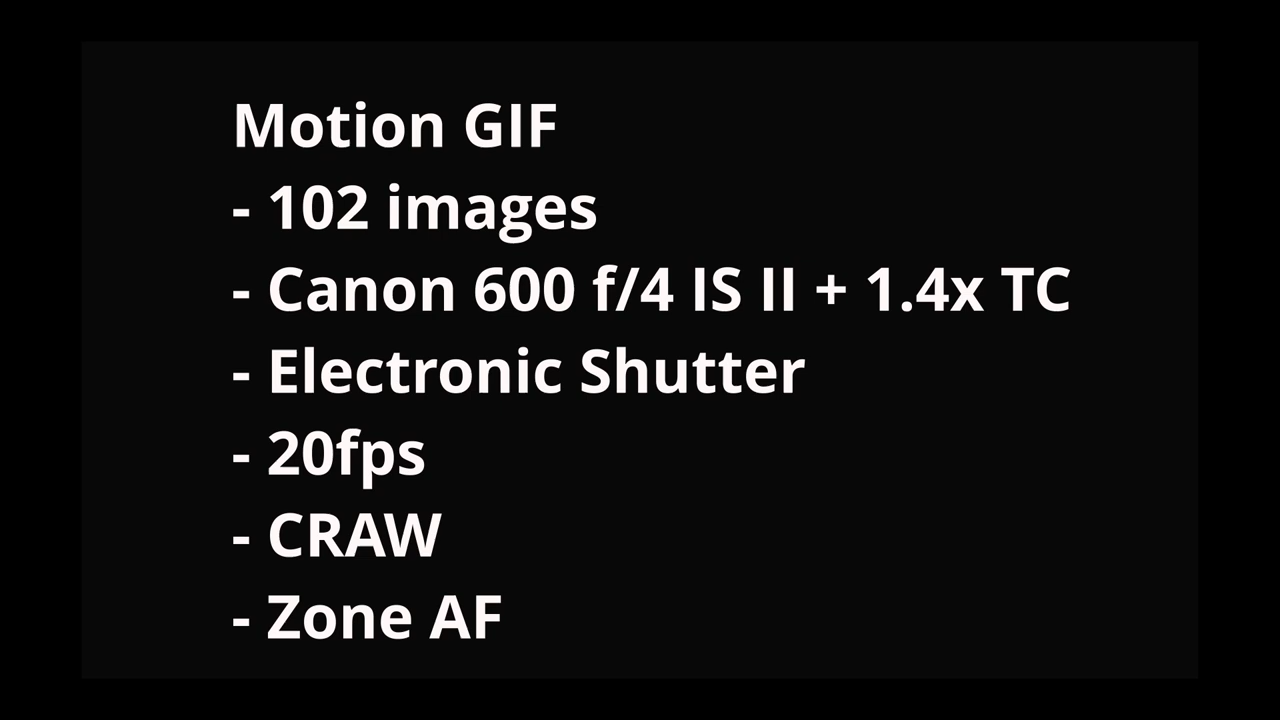 Motion GIF
- 102 images
- Canon 600 f/4 IS II + 1.4x TC
- Electronic Shutter
- 20fps
- CRAW
- Zone AF